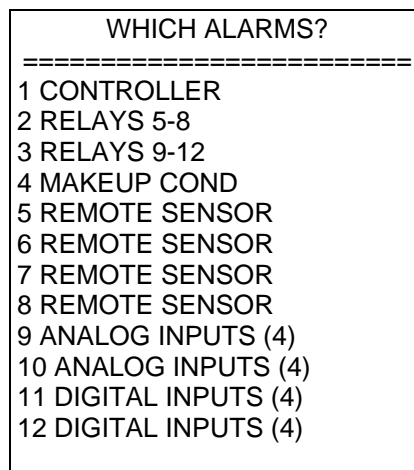 WHICH ALARMS?
=========================
1 CONTROLLER
2 RELAYS 5-8
3 RELAYS 9-12
4 MAKEUP COND
5 REMOTE SENSOR
6 REMOTE SENSOR
7 REMOTE SENSOR
8 REMOTE SENSOR
9 ANALOG INPUTS (4)
10 ANALOG INPUTS (4)
11 DIGITAL INPUTS (4)
12 DIGITAL INPUTS (4)